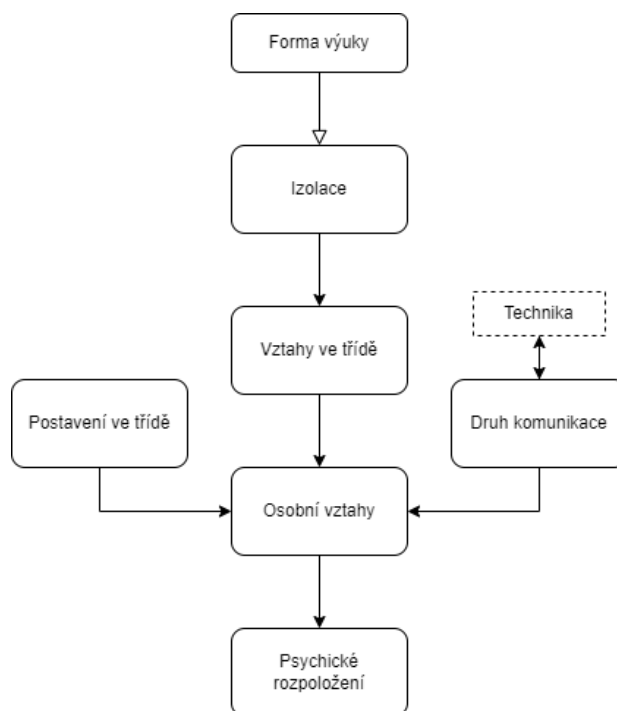 Forma výuky
Izolace
Vztahy ve třídě
Technika
Postavení ve třídě
Druh komunikace
Osobní vztahy
Psychické
rozpoložení